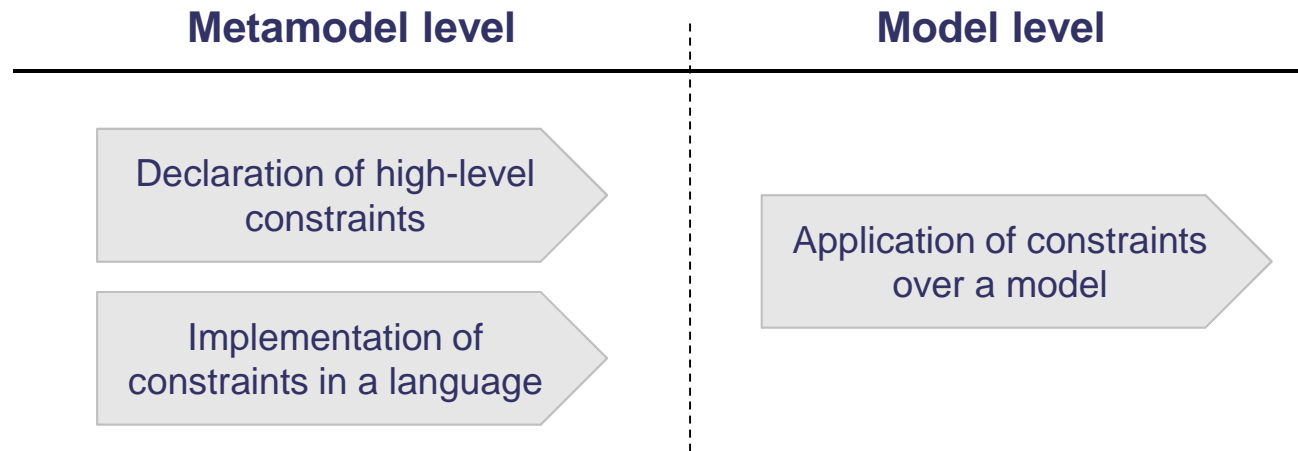 Metamodel level
Model level
Declaration of high-level
constraints
Implementation of
constraints in a language
Application of constraints
over a model